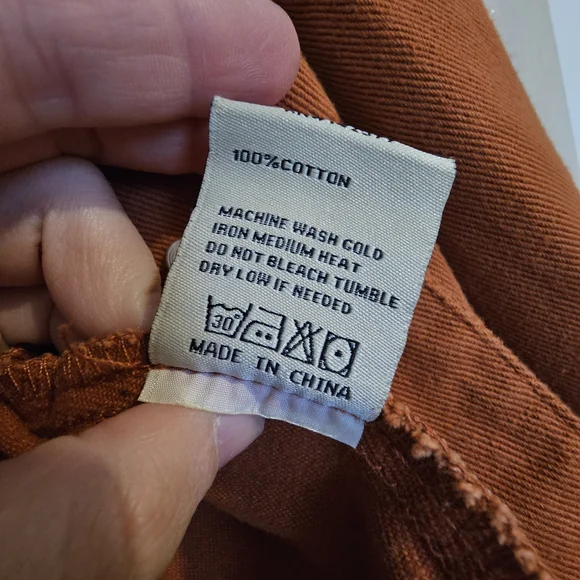 100%COTTON
MACHINE WASH COLD
IRON MEDIUM HEAT
DO NOT BLEACH TUMBLE
DRY LOW IF NEEDED
30°
MADE IN CHINA